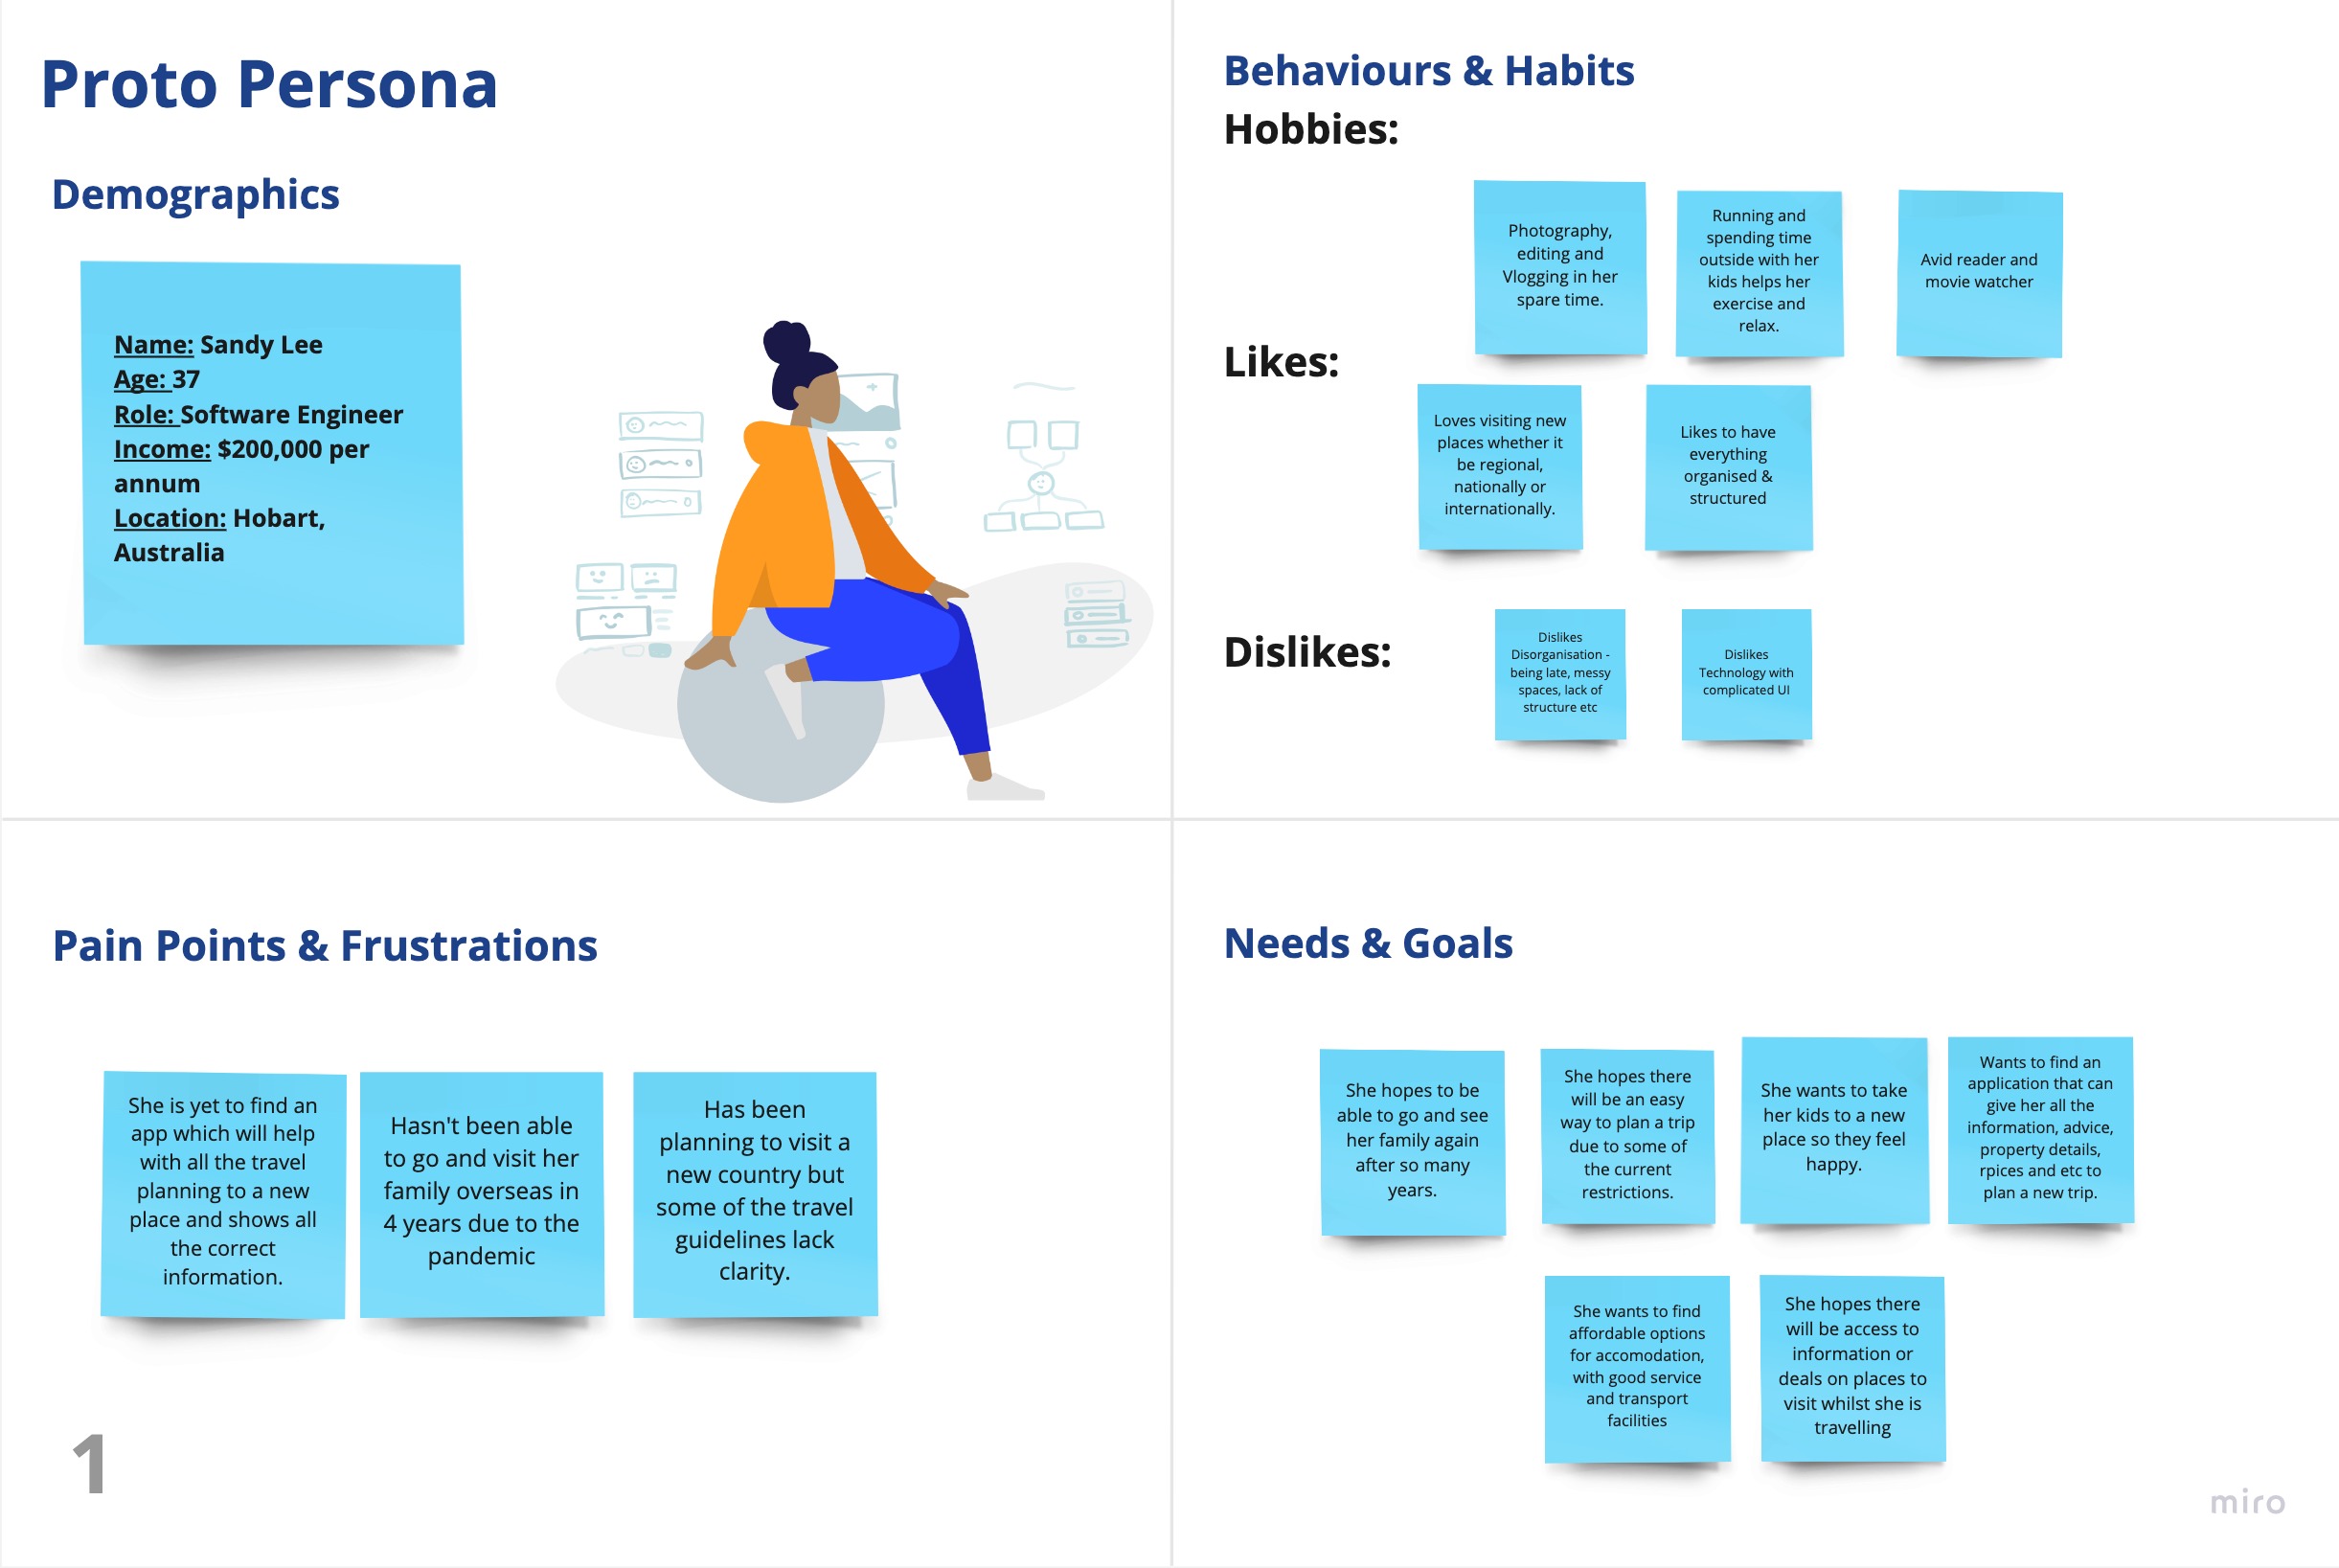 Proto Persona
Demographics
Name: Sandy Lee
Age: 37
Role: Software Engineer
Income: $200,000 per
annum
Location: Hobart,
Australia
Behaviours & Habits
Hobbies:
Photography,
editing and
Vlogging in her
spare time.
Running and
spending time
outside with her
kids helps her
exercise and
relax.
Avid reader and
movie watcher
Likes:
Loves visiting new
places whether it
be regional,
nationally or
internationally.
Likes to have
everything
organised &
structured
Dislikes:
Dislikes
Disorganisation -
being late, messy
spaces, lack of
structure etc
Dislikes
Technology with
complicated UI
Pain Points & Frustrations
She is yet to find an
app which will help
with all the travel
planning to a new
place and shows all
the correct
information.
Hasn't been able
to go and visit her
family overseas in
4 years due to the
pandemic
Has been
planning to visit a
new country but
some of the travel
guidelines lack
clarity.
1
Needs & Goals
She hopes to be
able to go and see
her family again
after so many
years.
She hopes there
will be an easy
way to plan a trip
due to some of
the current
restrictions.
She wants to take
her kids to a new
place so they feel
happy.
Wants to find an
application that can
give her all the
information, advice,
property details,
rpices and etc to
plan a new trip.
She wants to find
affordable options
for accomodation,
with good service
and transport
facilities
She hopes there
will be access to
information or
deals on places to
visit whilst she is
travelling
miro